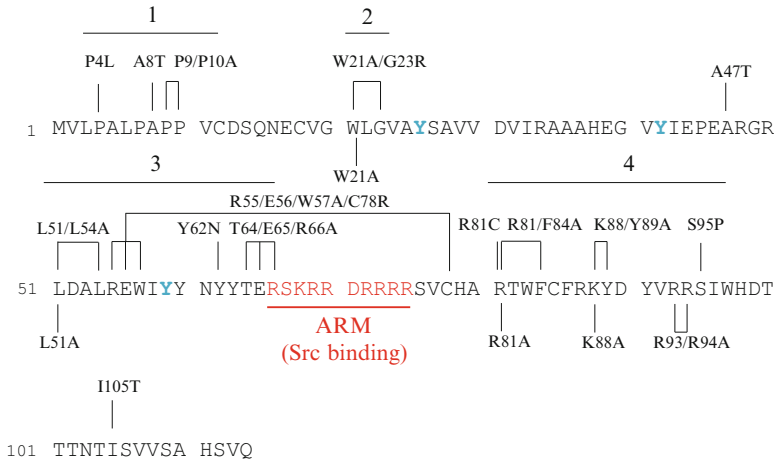 1 2
P4L A8T P9/P10A W21A/G23R A47T
1 MVLPALPAPP VCDSQNECVG WLGVAYSAVV DVIRAAAHEG VYIEPEARGR
W21A
3 4
R55/E56/W57A/C78R
L51/L54A Y62N T64/E65/R66A R81C R81/F84A K88/Y89A S95P
51 LDALREWIYY NYYTERSKRR DRRRRSVCHA RTWFCFRKYD YVRRSIWHDT
L51A ARM R81A K88A R93/R94A
(Src binding)
I105T
101 TTNTISVVSA HSVQ